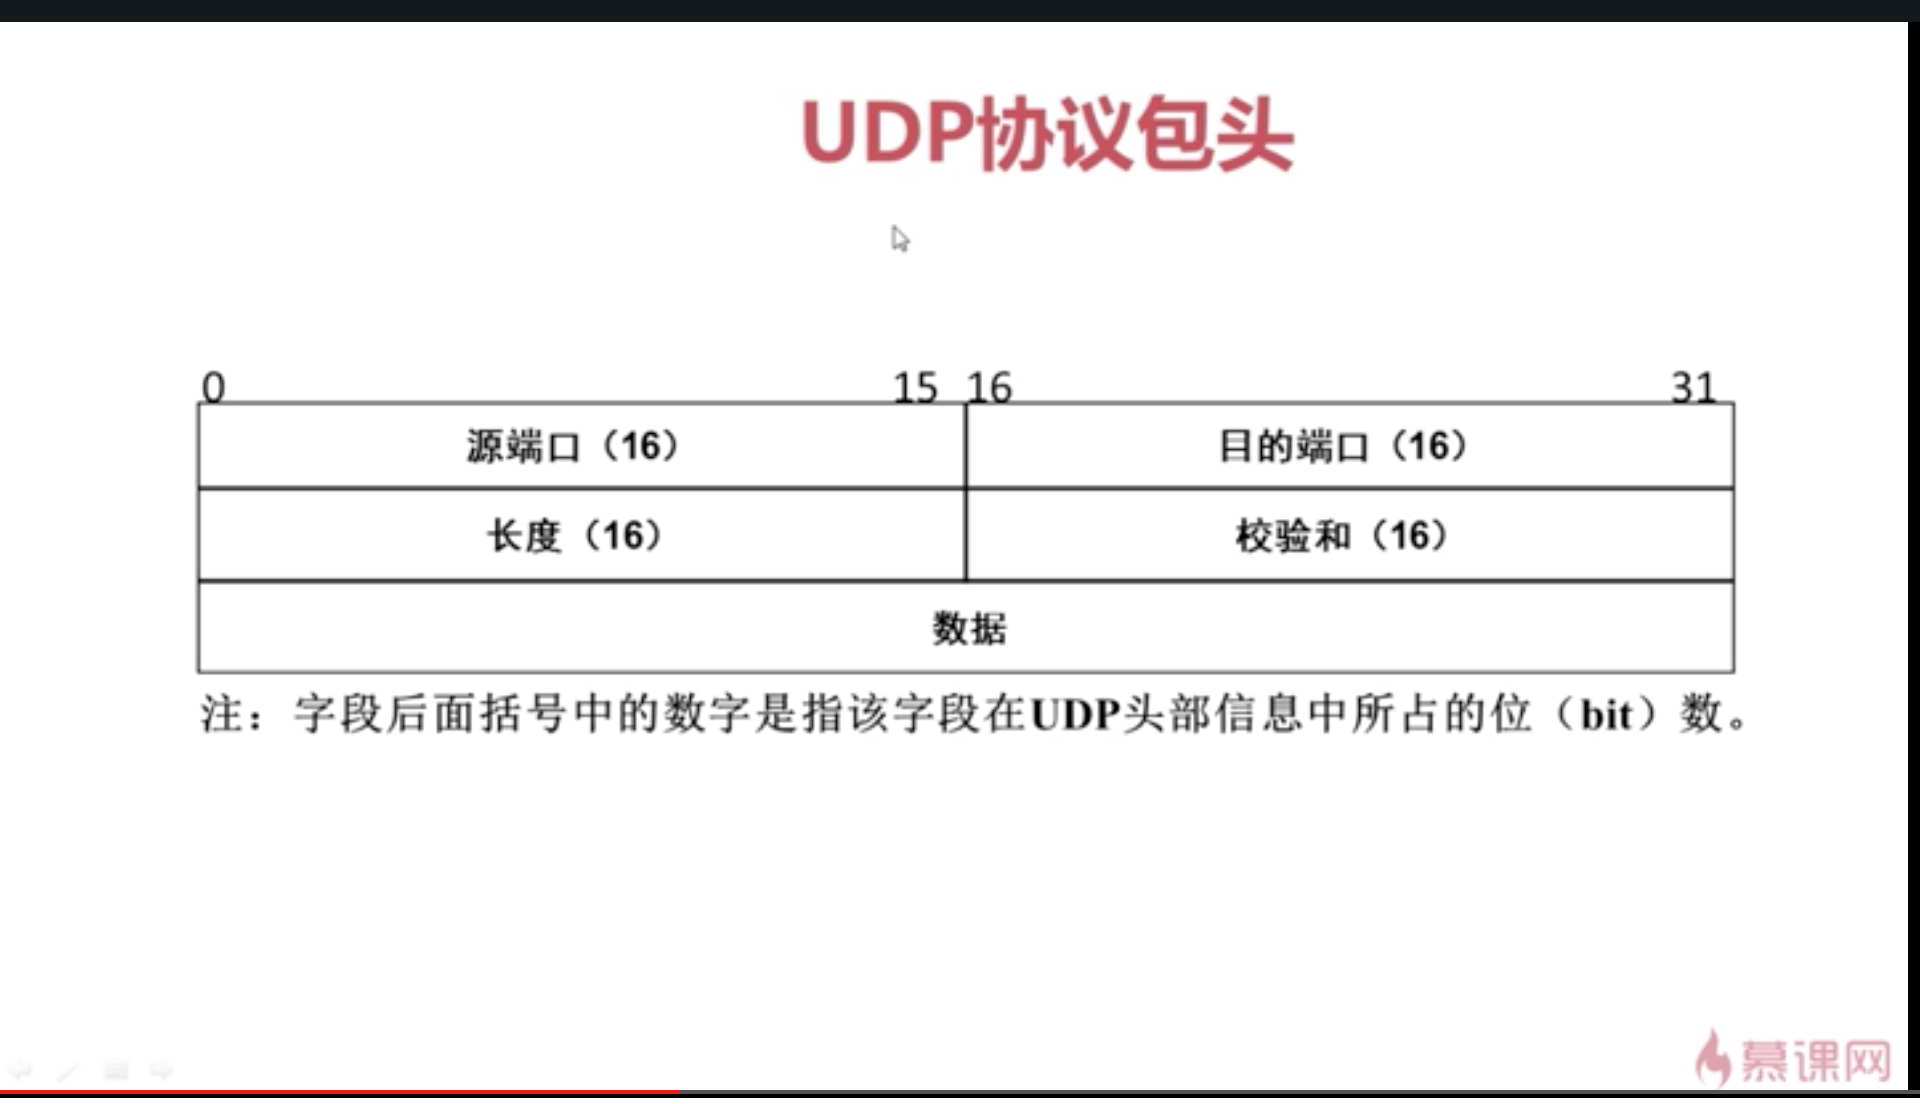 UDP协议包头
0 15 16 31
源端口（16） 目的端口（16）
长度（16） 校验和（16）
数据
注：字段后面括号中的数字是指该字段在UDP头部信息中所占的位（bit）数。
慕课网